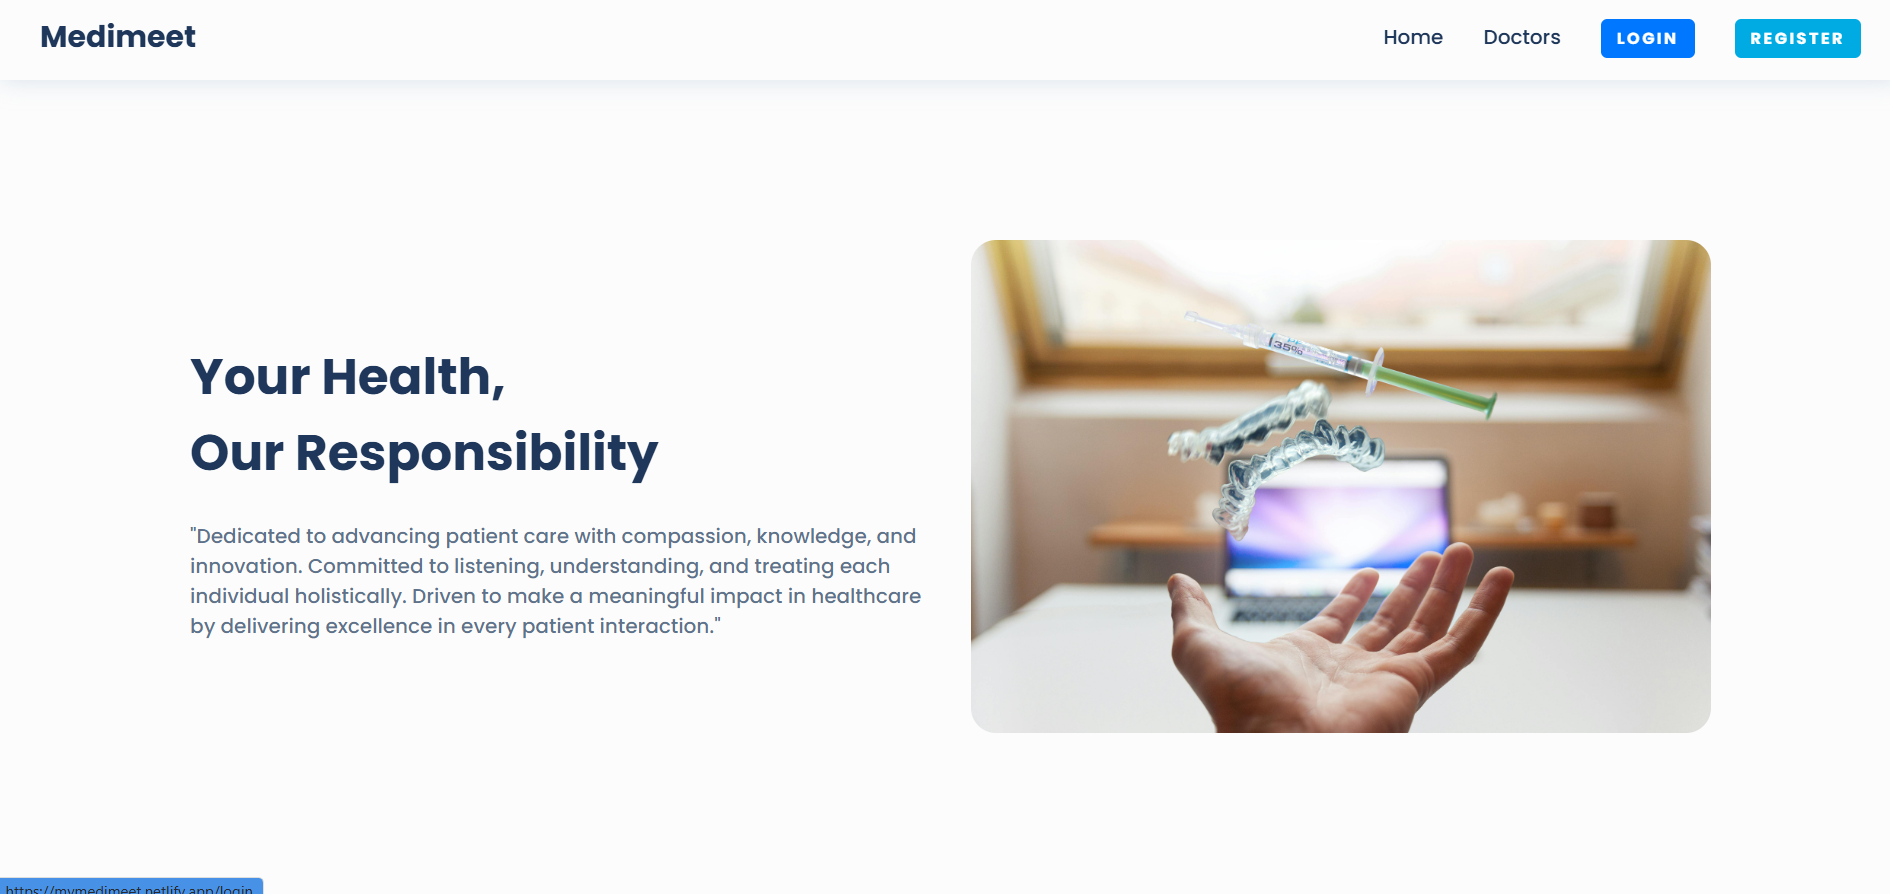 Medimeet
Home
Doctors
LOGIN
REGISTER
Your Health,
Our Responsibility
"Dedicated to advancing patient care with compassion, knowledge, and
innovation. Committed to listening, understanding, and treating each
individual holistically. Driven to make a meaningful impact in healthcare
by delivering excellence in every patient interaction."
35%
https://mymedimeet.netlify.app/login